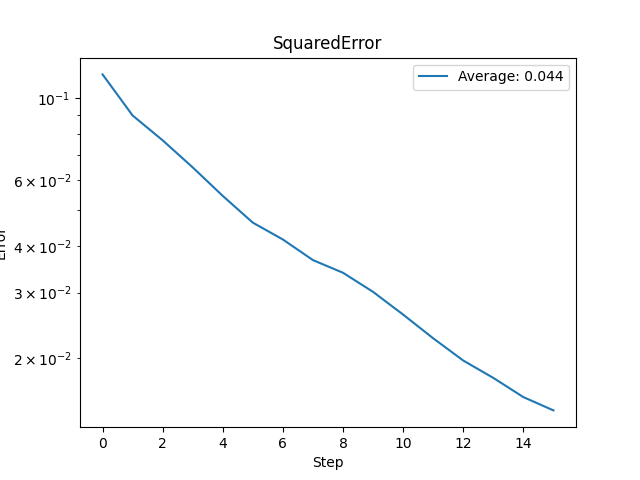 SquaredError
Average: 0.044
10⁻¹
6 × 10⁻²
4 × 10⁻²
3 × 10⁻²
2 × 10⁻²
Error
0 2 4 6 8 10 12 14
Step